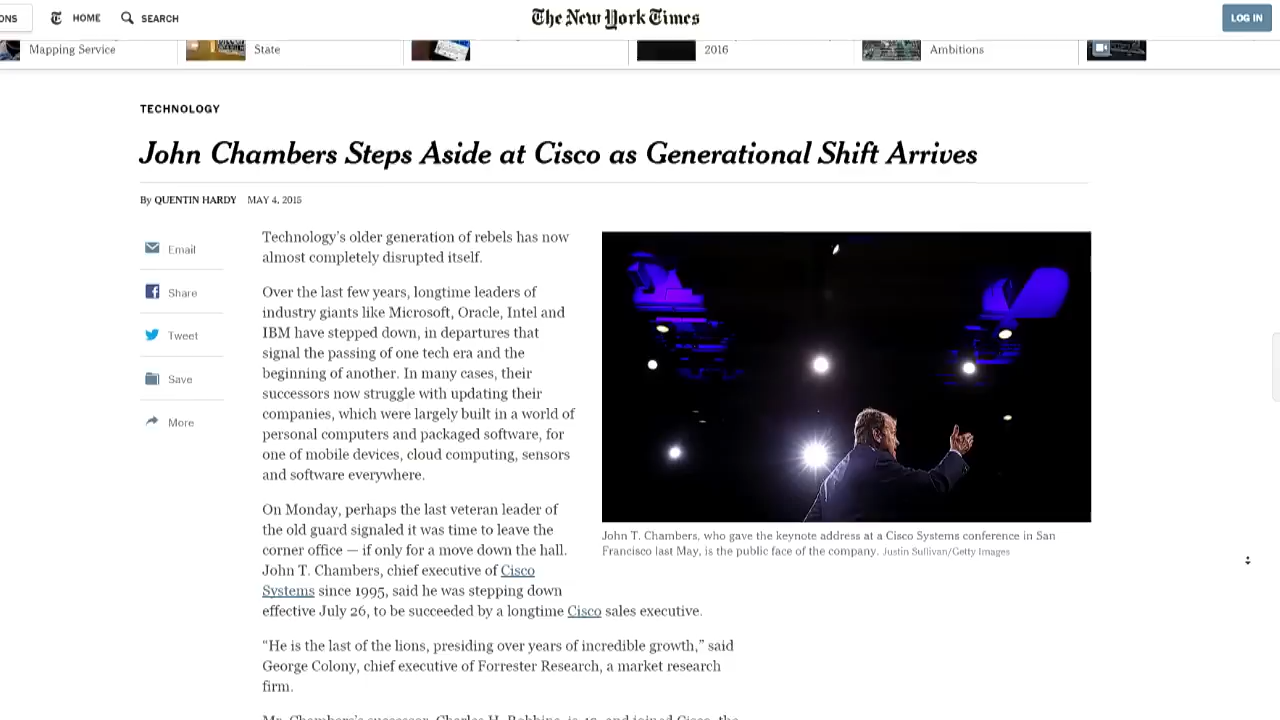 ONS
HOME
SEARCH
The New York Times
LOG IN
Mapping Service
State
2016
Ambitions
TECHNOLOGY
John Chambers Steps Aside at Cisco as Generational Shift Arrives
By QUENTIN HARDY MAY 4, 2015
Email
Share
Tweet
Save
More
Technology's older generation of rebels has now
almost completely disrupted itself.
Over the last few years, longtime leaders of
industry giants like Microsoft, Oracle, Intel and
IBM have stepped down, in departures that
signal the passing of one tech era and the
beginning of another. In many cases, their
successors now struggle with updating their
companies, which were largely built in a world of
personal computers and packaged software, for
one of mobile devices, cloud computing, sensors
and software everywhere.
On Monday, perhaps the last veteran leader of
the old guard signaled it was time to leave the
corner office — if only for a move down the hall.
John T. Chambers, chief executive of Cisco
Systems since 1995, said he was stepping down
effective July 26, to be succeeded by a longtime Cisco sales executive.
“He is the last of the lions, presiding over years of incredible growth,” said
George Colony, chief executive of Forrester Research, a market research
firm.
John T. Chambers, who gave the keynote address at a Cisco Systems conference in San
Francisco last May, is the public face of the company. Justin Sullivan/Getty Images